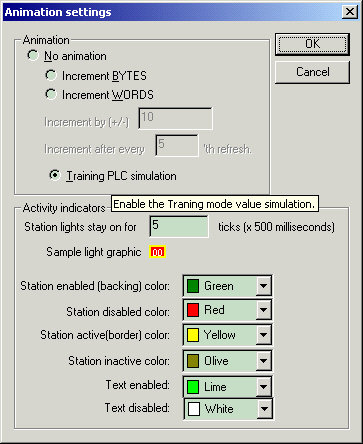 Animation settings
Animation
No animation
OK
Cancel
Increment BYTES
Increment WORDS
Increment by (+/-) 10
Increment after every 5 'th refresh.
Training PLC simulation
Enable the Traning mode value simulation.
Activity indicators
Station lights stay on for 5 ticks (x 500 milliseconds)
Sample light graphic 00
Station enabled (backing) color: Green
Station disabled color: Red
Station active(border) color: Yellow
Station inactive color: Olive
Text enabled: Lime
Text disabled: White